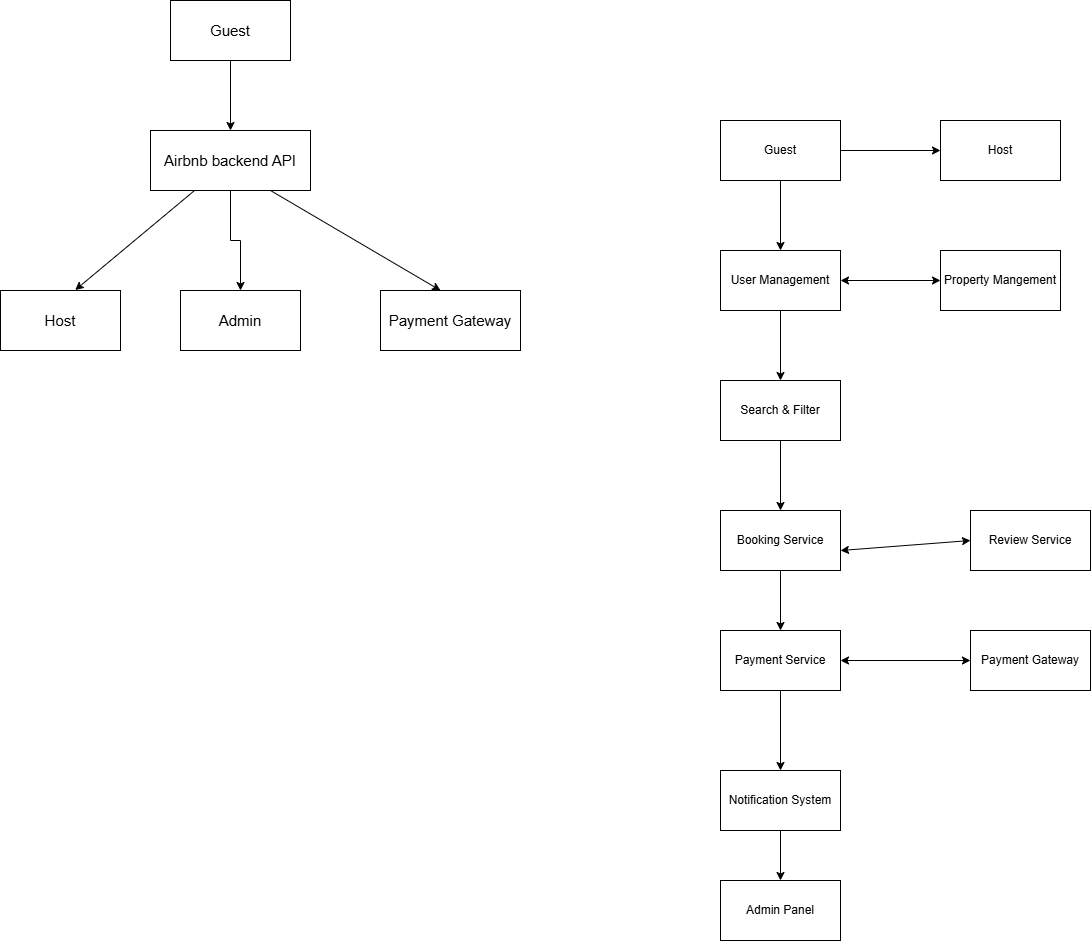 Guest
Airbnb backend API
Host
Admin
Payment Gateway
Guest
Host
User Management
Property Mangement
Search & Filter
Booking Service
Review Service
Payment Service
Payment Gateway
Notification System
Admin Panel